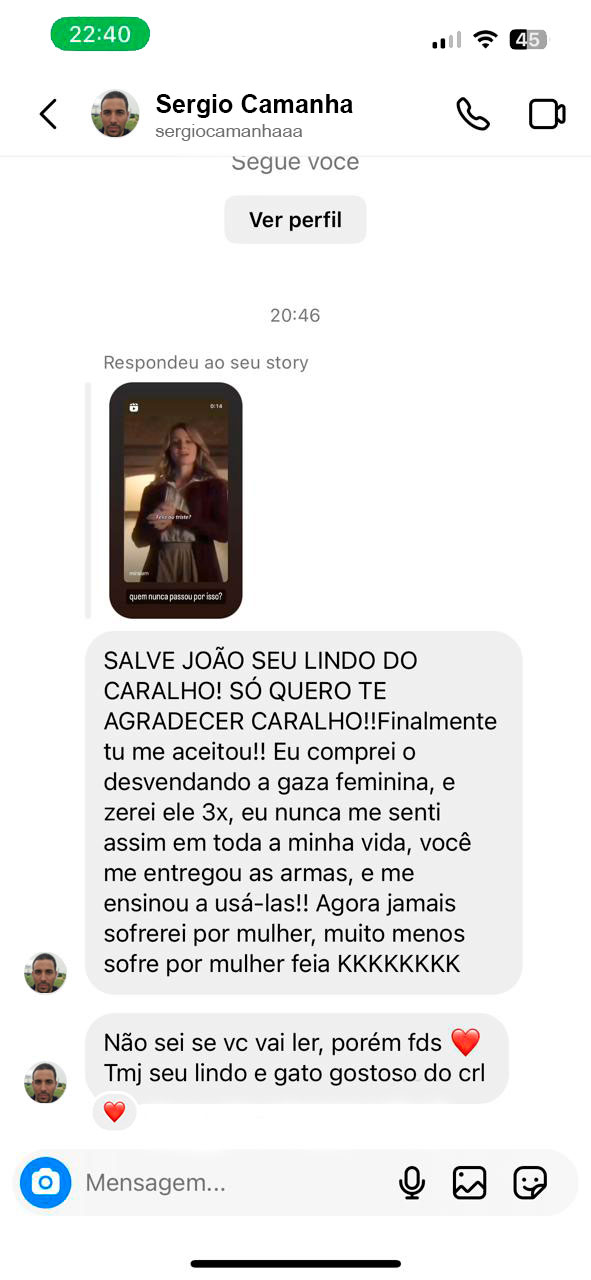 22:40
45
Sergio Camanha
sergiocamanhaaa
Segue você
Ver perfil
20:46
Respondeu ao seu story
0:14
Feliz ou triste?
quem nunca passou por isso?
SALVE JOÃO SEU LINDO DO
CARALHO! SÓ QUERO TE
AGRADECER CARALHO!!Finalmente
tu me aceitou!! Eu comprei o
desvendando a gaza feminina, e
zerei ele 3x, eu nunca me senti
assim em toda a minha vida, você
me entregou as armas, e me
ensinou a usá-las!! Agora jamais
sofrerei por mulher, muito menos
sofre por mulher feia KKKKKKKK
Não sei se vc vai ler, porém fds ❤️
Tmj seu lindo e gato gostoso do crl
❤️
Mensagem...